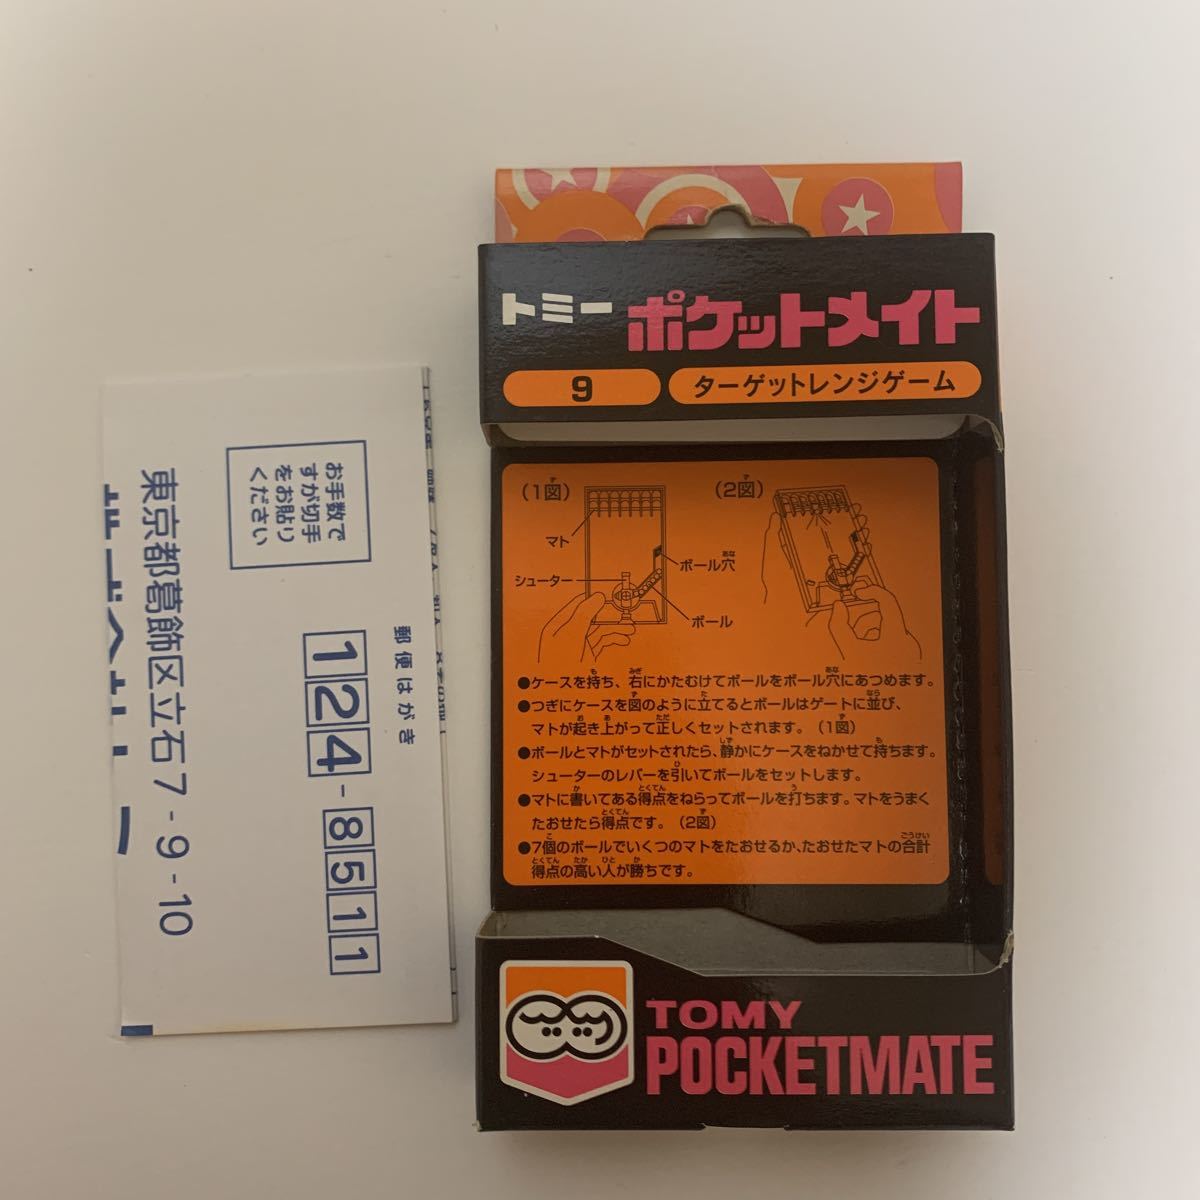 トミー ポケットメイト
9 ターゲットレンジゲーム
(1図)
(2図)
マト
シューター
ボール穴
ボール
●ケースを持ち、右にかたむけてボールをボール穴にあつめます。
●つぎにケースを図のように立てるとボールはゲートに並び、
マトが起き上がって正しくセットされます。(1図)
●ボールとマトがセットされたら、静かにケースをねかせて持ちます。
シューターのレバーを引いてボールをセットします。
●マトに書いてある得点をねらってボールを打ちます。マトをうまく
たおせたら得点です。(2図)
●7個のボールでいくつのマトをたおせるか、たおせたマトの合計
得点の高い人が勝ちです。
TOMY
POCKETMATE
郵便はがき
124-8511
お手数で
すが切手
をお貼り
ください
東京都葛飾区立石7-9-10